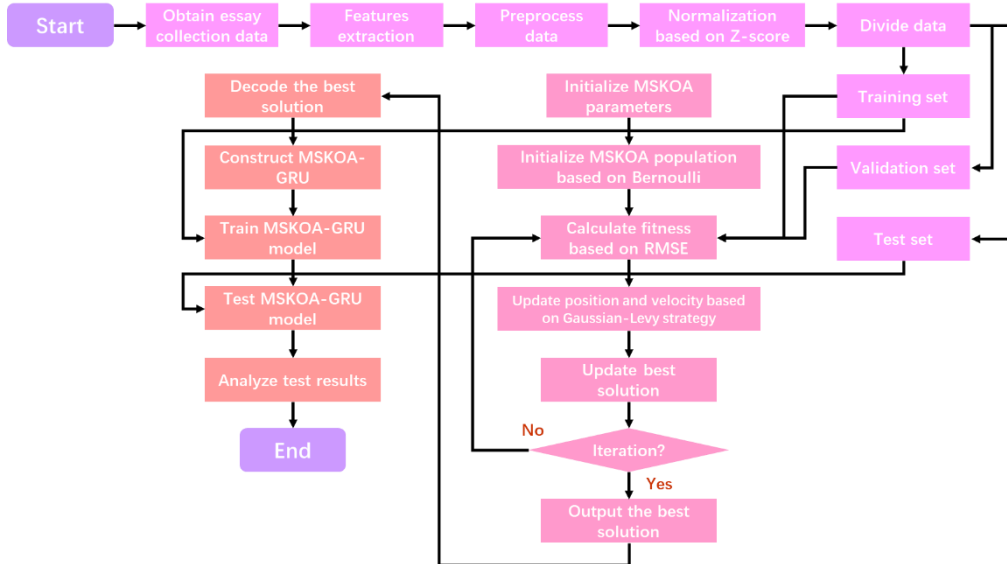 Start
Obtain essay
collection data
Features
extraction
Preprocess
data
Normalization
based on Z-score
Divide data
Training set
Validation set
Test set
Initialize MSKOA
parameters
Initialize MSKOA population
based on Bernoulli
Calculate fitness
based on RMSE
Update position and velocity based
on Gaussian-Levy strategy
Update best
solution
Iteration?
No
Yes
Output the best
solution
Decode the best
solution
Construct MSKOA-
GRU
Train MSKOA-GRU
model
Test MSKOA-GRU
model
Analyze test results
End